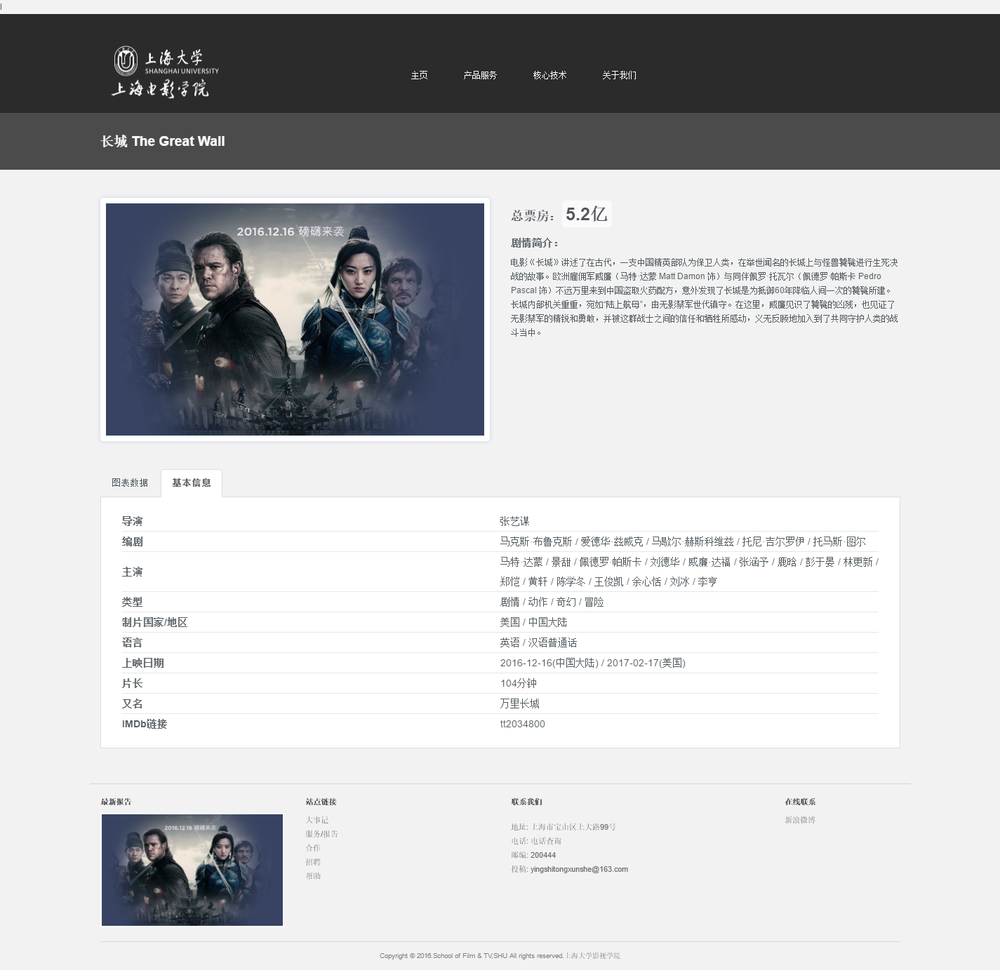 l
上海大学
SHANGHAI UNIVERSITY
上海电影学院
主页 产品服务 核心技术 关于我们
长城 The Great Wall
2016.12.16 磅礴来袭
总票房： 5.2亿
剧情简介：
电影《长城》讲述了在古代，一支中国精英部队为保卫人类，在举世闻名的长城上与怪兽饕餮进行生死决
战的故事。欧洲雇佣军威廉（马特·达蒙 Matt Damon 饰）与同伴佩罗·托瓦尔（佩德罗·帕斯卡 Pedro
Pascal 饰）不远万里来到中国盗取火药配方，意外发现了长城是为抵御60年降临人间一次的饕餮所建。
长城内部机关重重，宛如“陆上航母”，由无影禁军世代镇守。在这里，威廉见识了饕餮的凶残，也见证了
无影禁军的精锐和勇敢，并被这群战士之间的信任和牺牲所感动，义无反顾地加入到了共同守护人类的战
斗当中。
图表数据 基本信息
导演 张艺谋
编剧 马克斯·布鲁克斯 / 爱德华·兹威克 / 马歇尔·赫斯科维兹 / 托尼·吉尔罗伊 / 托马斯·图尔
主演 马特·达蒙 / 景甜 / 佩德罗·帕斯卡 / 刘德华 / 威廉·达福 / 张涵予 / 鹿晗 / 彭于晏 / 林更新 /
郑恺 / 黄轩 / 陈学冬 / 王俊凯 / 余心恬 / 刘冰 / 李亨
类型 剧情 / 动作 / 奇幻 / 冒险
制片国家/地区 美国 / 中国大陆
语言 英语 / 汉语普通话
上映日期 2016-12-16(中国大陆) / 2017-02-17(美国)
片长 104分钟
又名 万里长城
IMDb链接 tt2034800
最新报告
2016.12.16 磅礴来袭
站点链接
大事记
服务/报告
合作
招聘
帮助
联系我们
地址: 上海市宝山区上大路99号
电话: 电话查询
邮编: 200444
投稿: yingshitongxunshe@163.com
在线联系
新浪微博
Copyright © 2016.School of Film & TV,SHU All rights reserved.上海大学影视学院